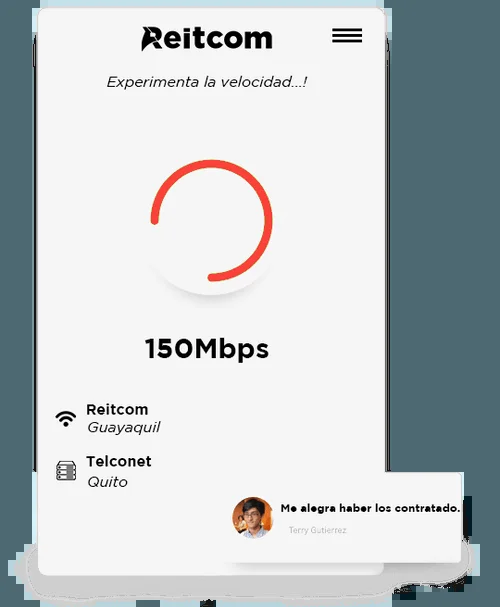 Reitcom
Experimenta la velocidad...!
150Mbps
Reitcom
Guayaquil
Telconet
Quito
Me alegra haber los contratado.
Terry Gutierrez